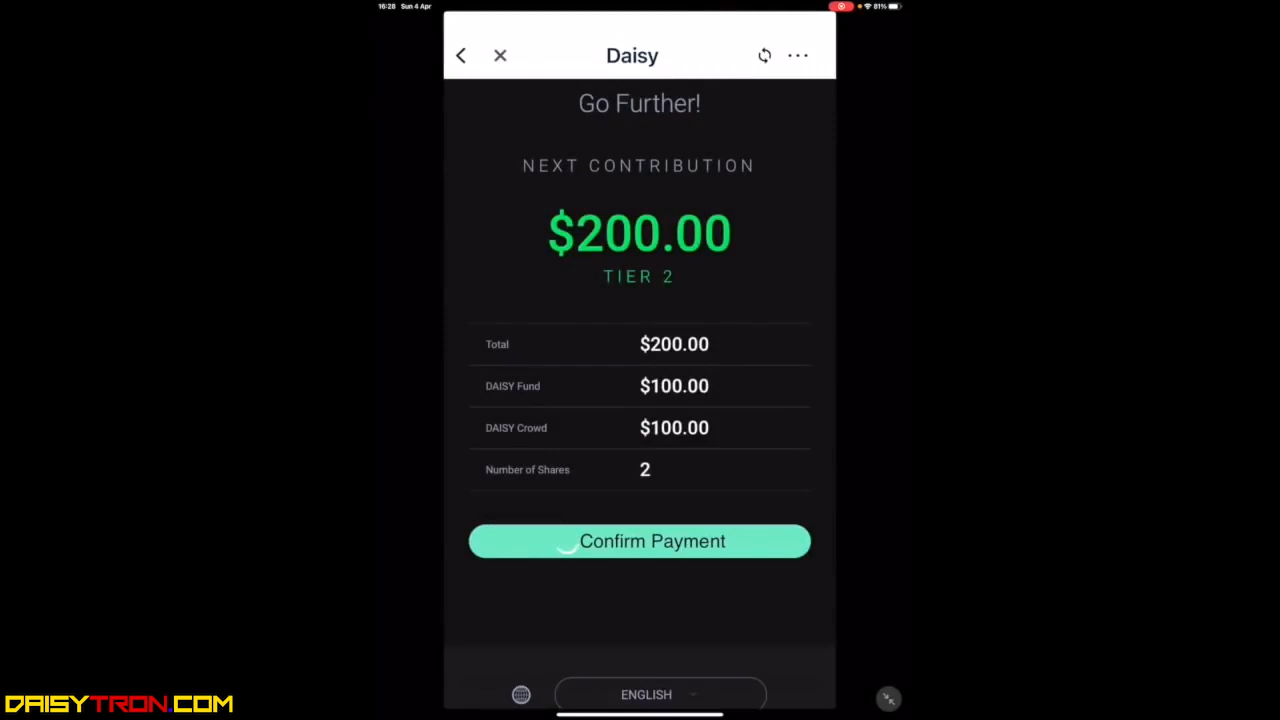 16:28 Sun 4 Apr 81%
Daisy
Go Further!
NEXT CONTRIBUTION
$200.00
TIER 2
Total $200.00
DAISY Fund $100.00
DAISY Crowd $100.00
Number of Shares 2
Confirm Payment
ENGLISH
DAISYTRON.COM